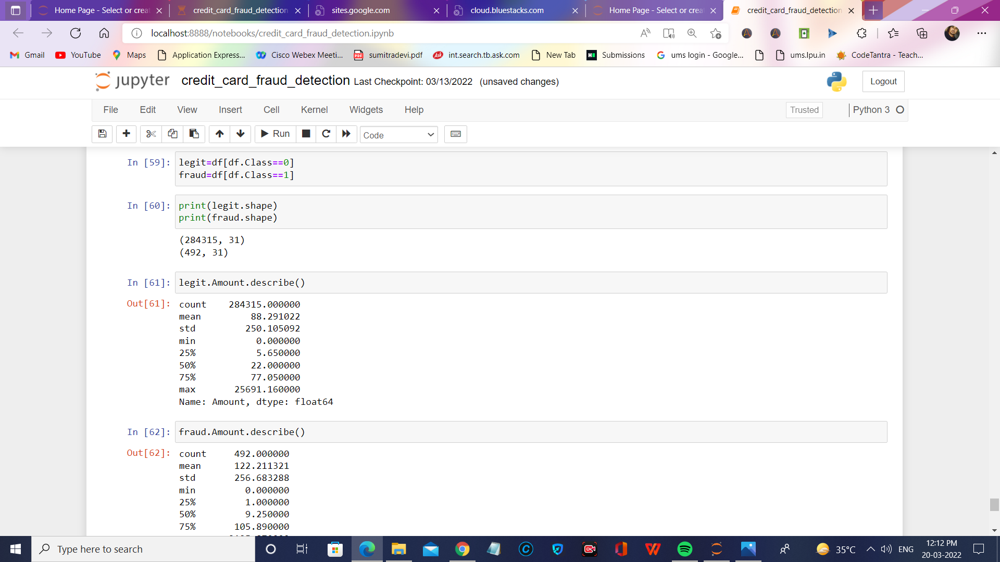 Home Page - Select or creat
credit_card_fraud_detection
sites.google.com
cloud.bluestacks.com
Home Page - Select or creat
credit_card_fraud_detection
localhost:8888/notebooks/credit_card_fraud_detection.ipynb
Gmail
YouTube
Maps
Application Express...
Cisco Webex Meeti...
sumitradevi.pdf
int.search.tb.ask.com
New Tab
Submissions
ums login - Google...
ums.lpu.in
CodeTantra - Teach...
jupyter
credit_card_fraud_detection Last Checkpoint: 03/13/2022 (unsaved changes)
Logout
File Edit View Insert Cell Kernel Widgets Help
Trusted
Python 3
Run
Code
In [59]: legit=df[df.Class==0]
fraud=df[df.Class==1]
In [60]: print(legit.shape)
print(fraud.shape)
(284315, 31)
(492, 31)
In [61]: legit.Amount.describe()
Out[61]: count 284315.000000
mean 88.291022
std 250.105092
min 0.000000
25% 5.650000
50% 22.000000
75% 77.050000
max 25691.160000
Name: Amount, dtype: float64
In [62]: fraud.Amount.describe()
Out[62]: count 492.000000
mean 122.211321
std 256.683288
min 0.000000
25% 1.000000
50% 9.250000
75% 105.890000
Type here to search
35°C
ENG
12:12 PM
20-03-2022